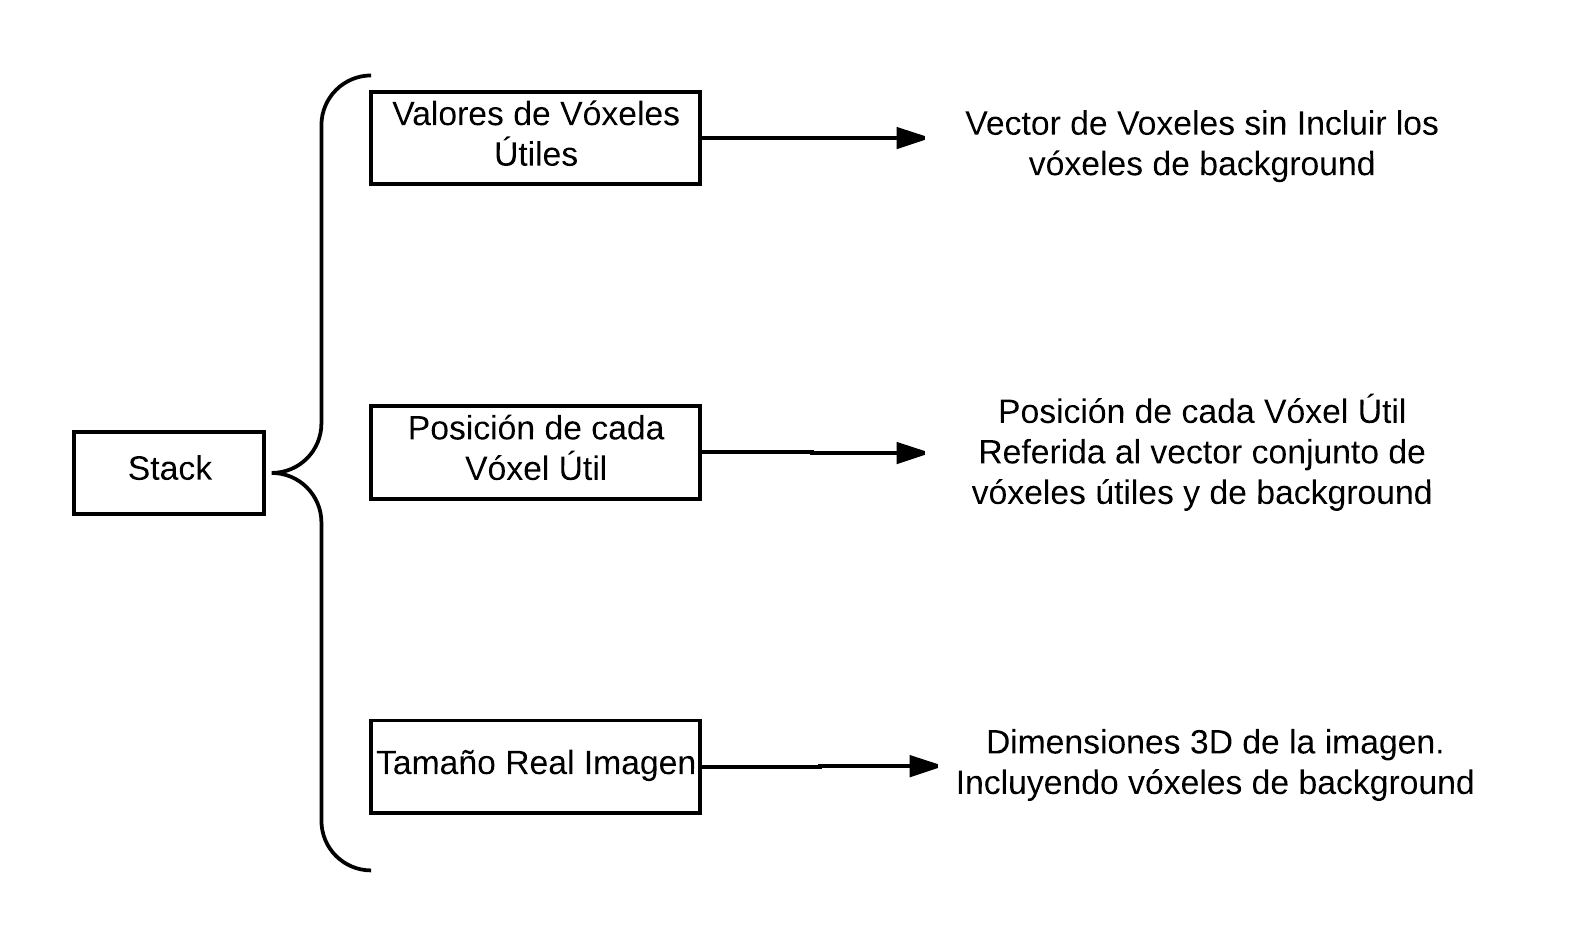 Valores de Vóxeles
Útiles
Vector de Voxeles sin Incluir los
vóxeles de background
Stack
Posición de cada
Vóxel Útil
Posición de cada Vóxel Útil
Referida al vector conjunto de
vóxeles útiles y de background
Tamaño Real Imagen
Dimensiones 3D de la imagen.
Incluyendo vóxeles de background